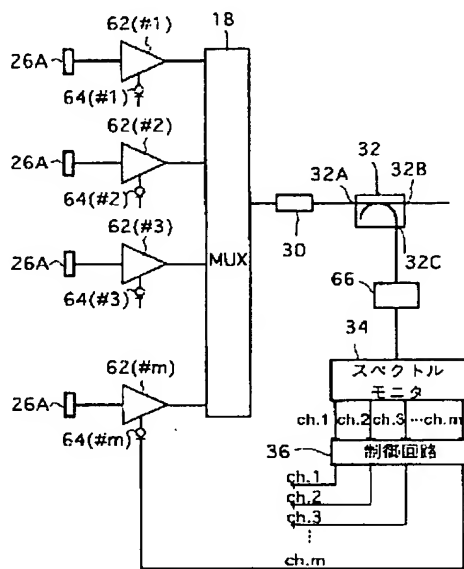 62(#1)
18
26A
64(#1)
62(#2)
26A
64(#2)
62(#3)
26A
64(#3)
MUX
30
32
32A
32B
32C
66
34
スペクトル
モニタ
62(#m)
26A
64(#m)
ch.1
ch.2
ch.3
…ch.m
36
制御回路
ch.1
ch.2
ch.3
⋮
ch.m